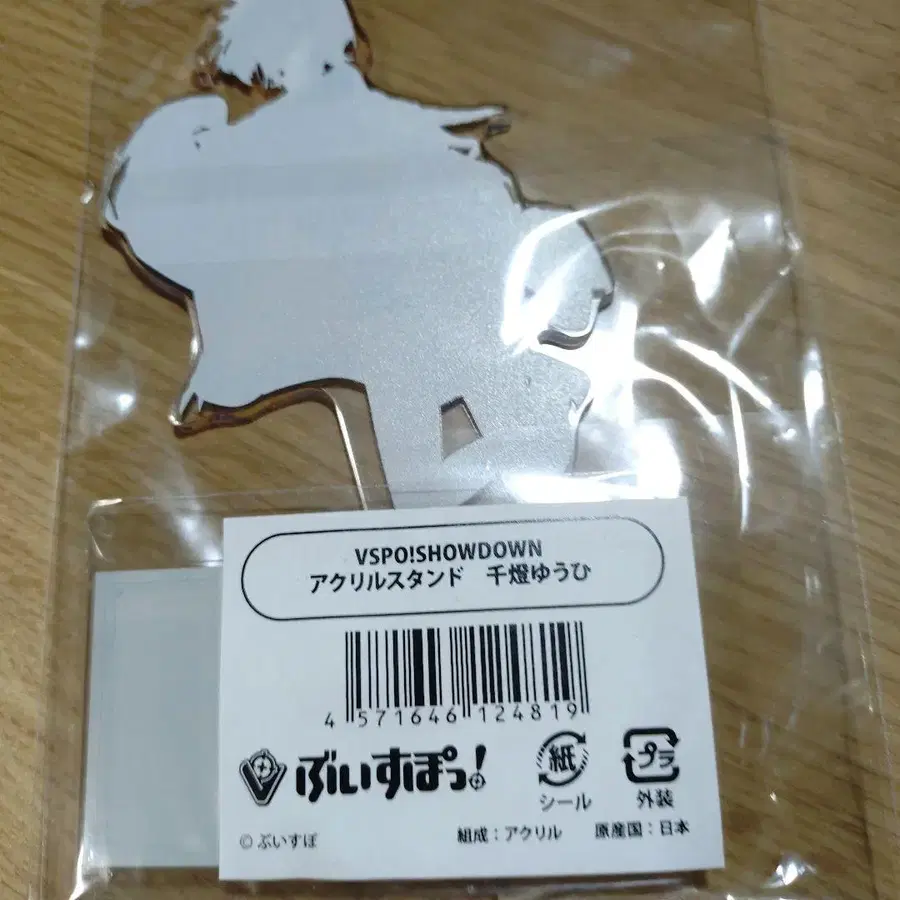 VSPO!SHOWDOWN
アクリルスタンド 千燈ゆうひ
4 571646 124819
ぶいすぽっ!
紙
シール
プラ
外装
© ぶいすぽ
組成:アクリル 原産国:日本